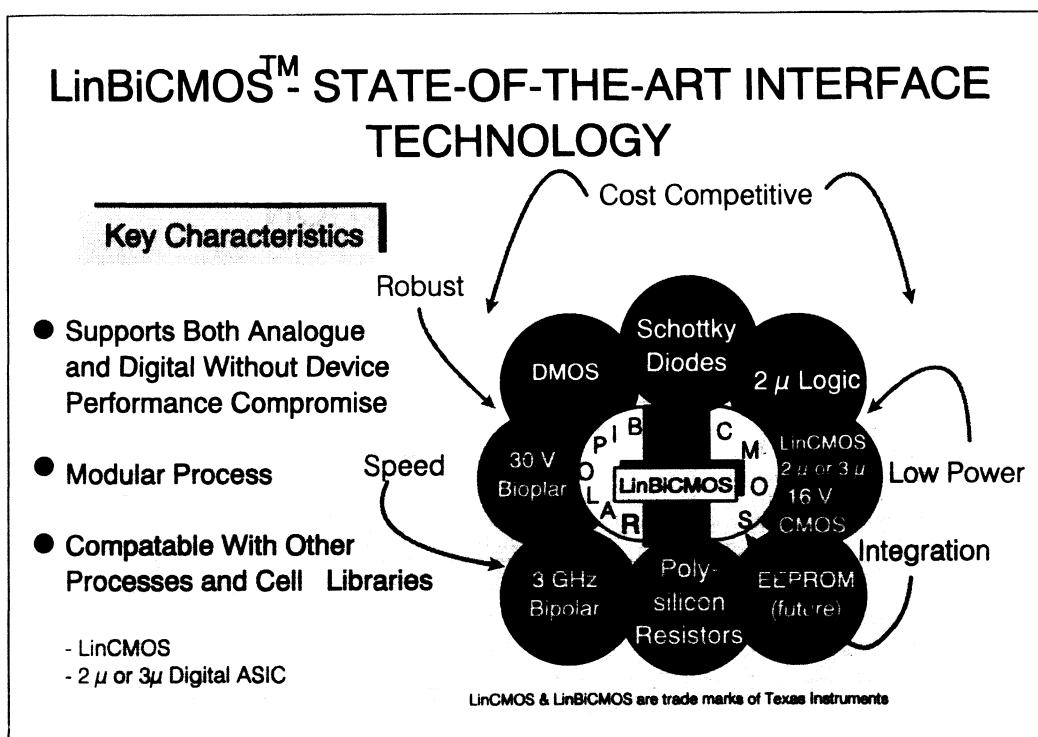 LinBiCMOS™- STATE-OF-THE-ART INTERFACE
TECHNOLOGY
Key Characteristics
● Supports Both Analogue
and Digital Without Device
Performance Compromise
● Modular Process
● Compatable With Other
Processes and Cell Libraries
- LinCMOS
- 2 µ or 3µ Digital ASIC
Cost Competitive
Robust
Speed
Low Power
Integration
Schottky
Diodes
DMOS
2 µ Logic
30 V
Bioplar
BIPOLAR
LinBiCMOS
CMOS
LinCMOS
2 µ or 3 µ
16 V
CMOS
3 GHz
Bipolar
Poly-
silicon
Resistors
EEPROM
(future)
LinCMOS & LinBiCMOS are trade marks of Texas Instruments